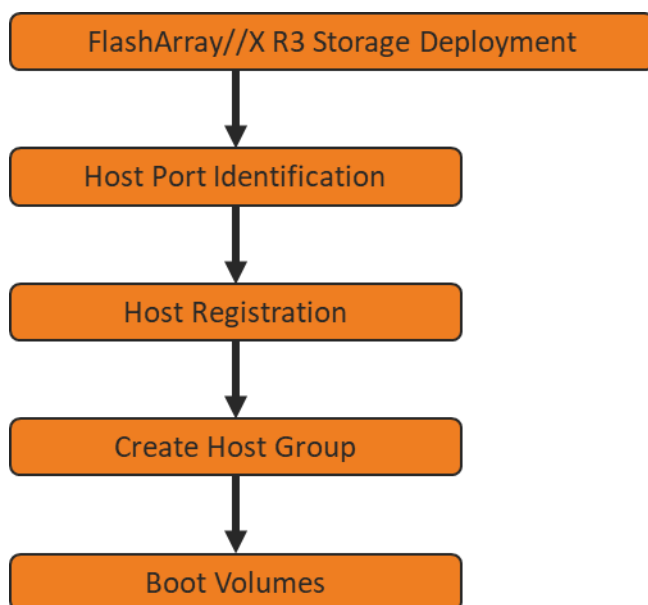 FlashArray//X R3 Storage Deployment
Host Port Identification
Host Registration
Create Host Group
Boot Volumes